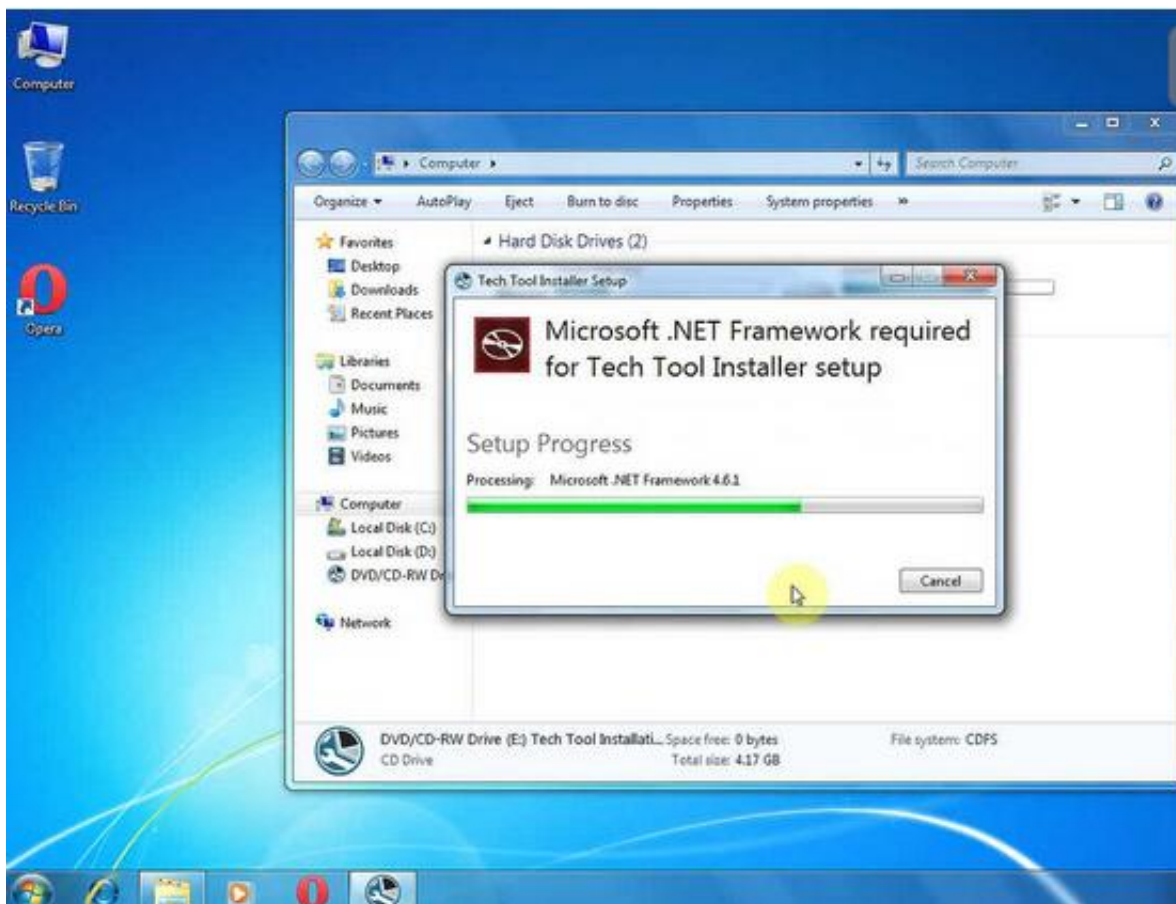 Computer
Recycle Bin
Opera
Computer
Search Computer
Organize AutoPlay Eject Burn to disc Properties System properties »
Favorites
Desktop
Downloads
Recent Places
Libraries
Documents
Music
Pictures
Videos
Computer
Local Disk (C:)
Local Disk (D:)
DVD/CD-RW Dr
Network
Hard Disk Drives (2)
Tech Tool Installer Setup
Microsoft .NET Framework required
for Tech Tool Installer setup
Setup Progress
Processing: Microsoft .NET Framework 4.6.1
Cancel
DVD/CD-RW Drive (E:) Tech Tool Installati... Space free: 0 bytes File system: CDFS
CD Drive Total size: 4.17 GB